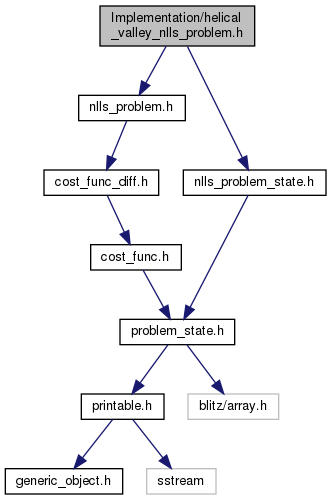 Implementation/helical
_valley_nlls_problem.h
nlls_problem.h
cost_func_diff.h
nlls_problem_state.h
cost_func.h
problem_state.h
printable.h
blitz/array.h
generic_object.h
sstream